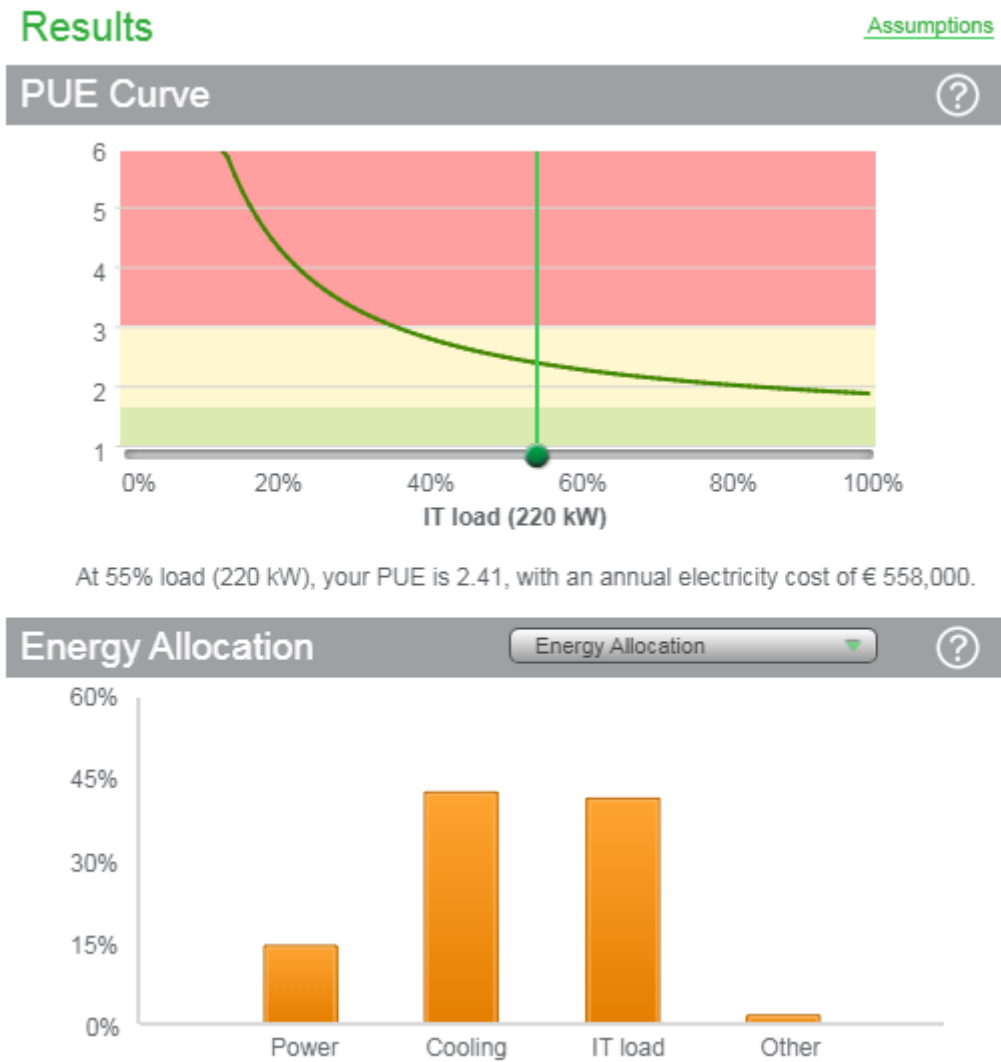 Results
Assumptions
PUE Curve
?
6
5
4
3
2
1
0% 20% 40% 60% 80% 100%
IT load (220 kW)
At 55% load (220 kW), your PUE is 2.41, with an annual electricity cost of € 558,000.
Energy Allocation
Energy Allocation
?
60%
45%
30%
15%
0%
Power Cooling IT load Other